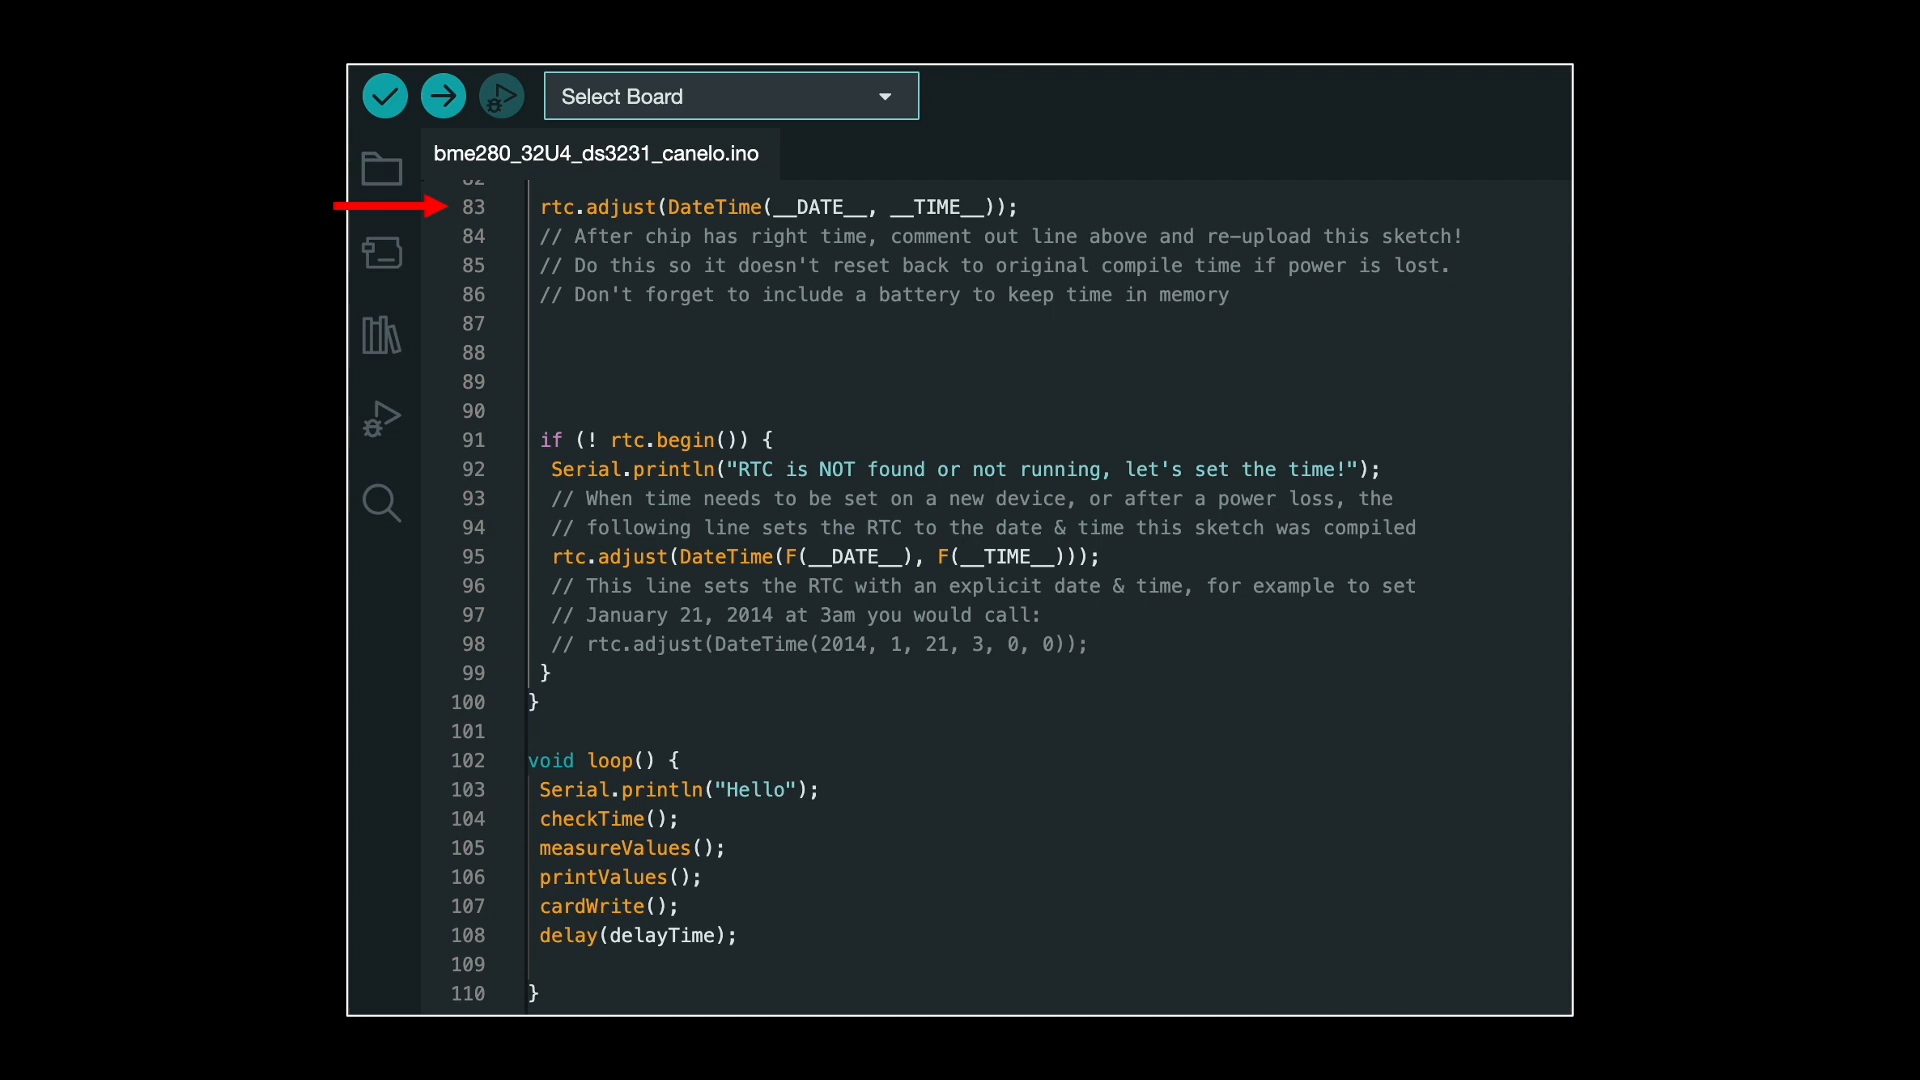 Select Board
bme280_32U4_ds3231_canelo.ino
82
83 rtc.adjust(DateTime(__DATE__, __TIME__));
84 // After chip has right time, comment out line above and re-upload this sketch!
85 // Do this so it doesn't reset back to original compile time if power is lost.
86 // Don't forget to include a battery to keep time in memory
87
88
89
90
91 if (! rtc.begin()) {
92 Serial.println("RTC is NOT found or not running, let's set the time!");
93 // When time needs to be set on a new device, or after a power loss, the
94 // following line sets the RTC to the date & time this sketch was compiled
95 rtc.adjust(DateTime(F(__DATE__), F(__TIME__)));
96 // This line sets the RTC with an explicit date & time, for example to set
97 // January 21, 2014 at 3am you would call:
98 // rtc.adjust(DateTime(2014, 1, 21, 3, 0, 0));
99 }
100 }
101
102 void loop() {
103 Serial.println("Hello");
104 checkTime();
105 measureValues();
106 printValues();
107 cardWrite();
108 delay(delayTime);
109
110 }